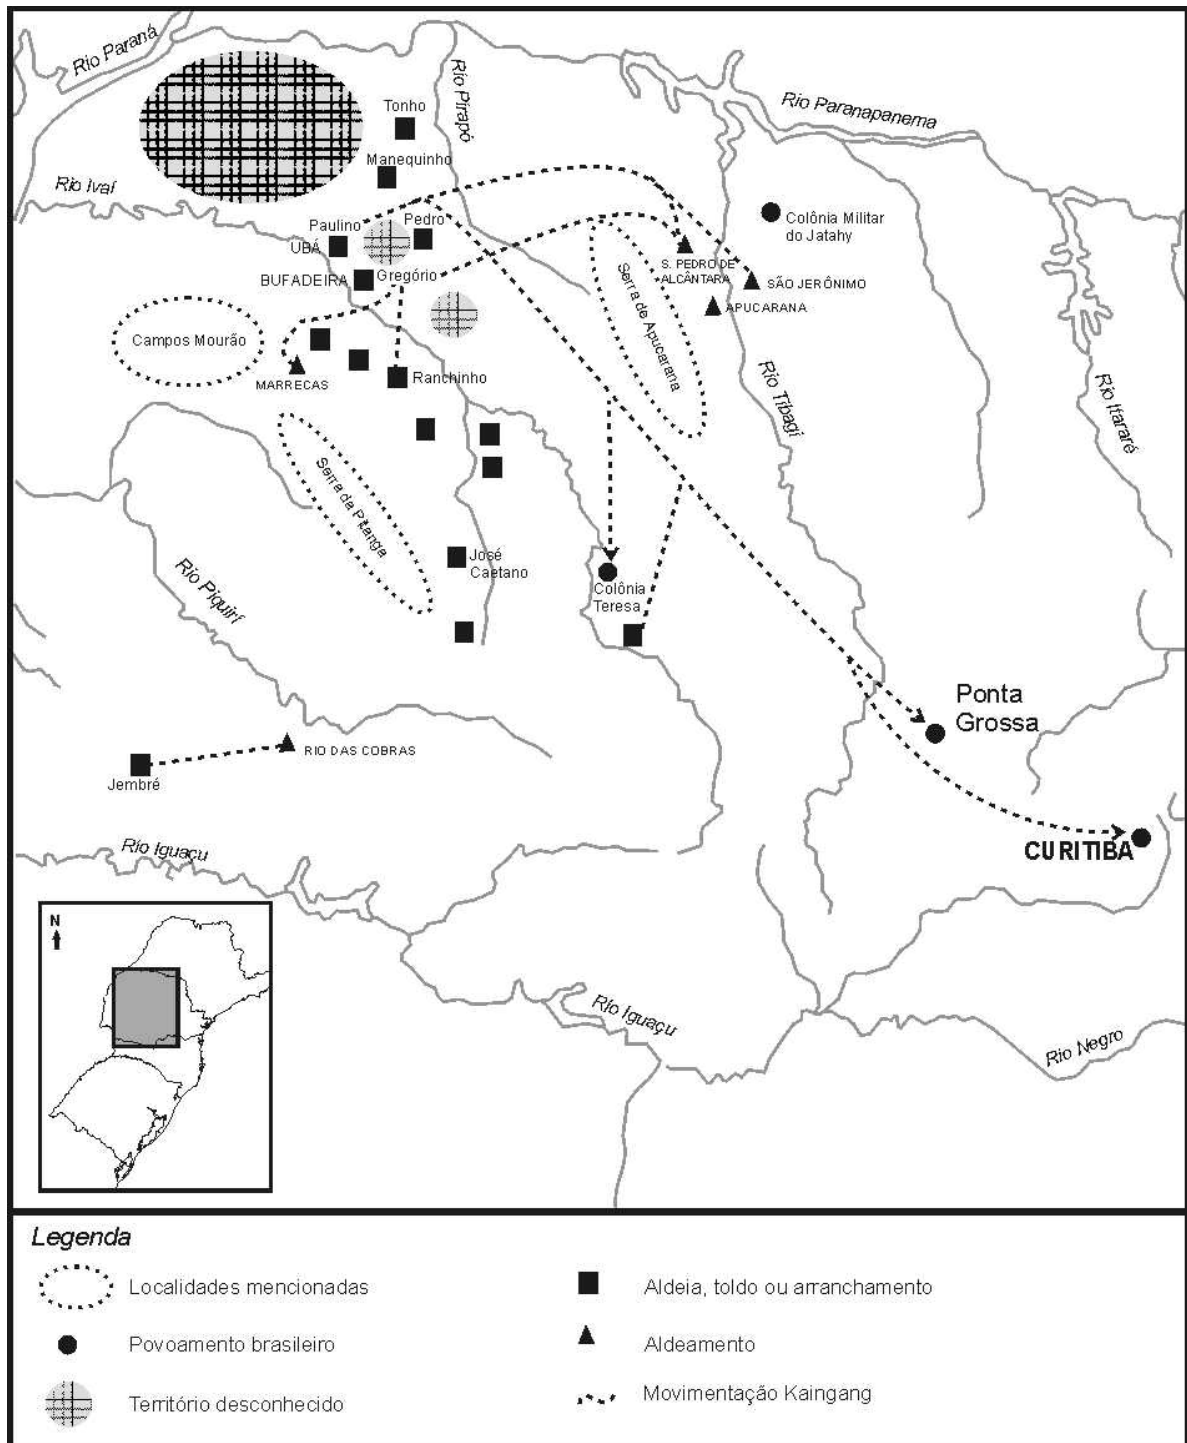 Rio Paraná
Rio Pirapó
Rio Paranapanema
Tonho
Manequinho
Rio Ivaí
Paulino
Pedro
UBÁ
Colônia Militar
do Jatahy
S. PEDRO DE
ALCÂNTARA
SÃO JERÔNIMO
BUFADEIRA
Gregório
APUCARANA
Serra de Apucarana
Campos Mourão
MARRECAS
Ranchinho
Rio Tibagí
Rio Itararé
Serra da Pitanga
José
Caetano
Colônia
Teresa
Rio Piquirí
Ponta
Grossa
RIO DAS COBRAS
Jembré
Rio Iguaçu
CURITIBA
N
Rio Iguaçu
Rio Negro
Legenda
Localidades mencionadas
Aldeia, toldo ou arranchamento
Povoamento brasileiro
Aldeamento
Território desconhecido
Movimentação Kaingang